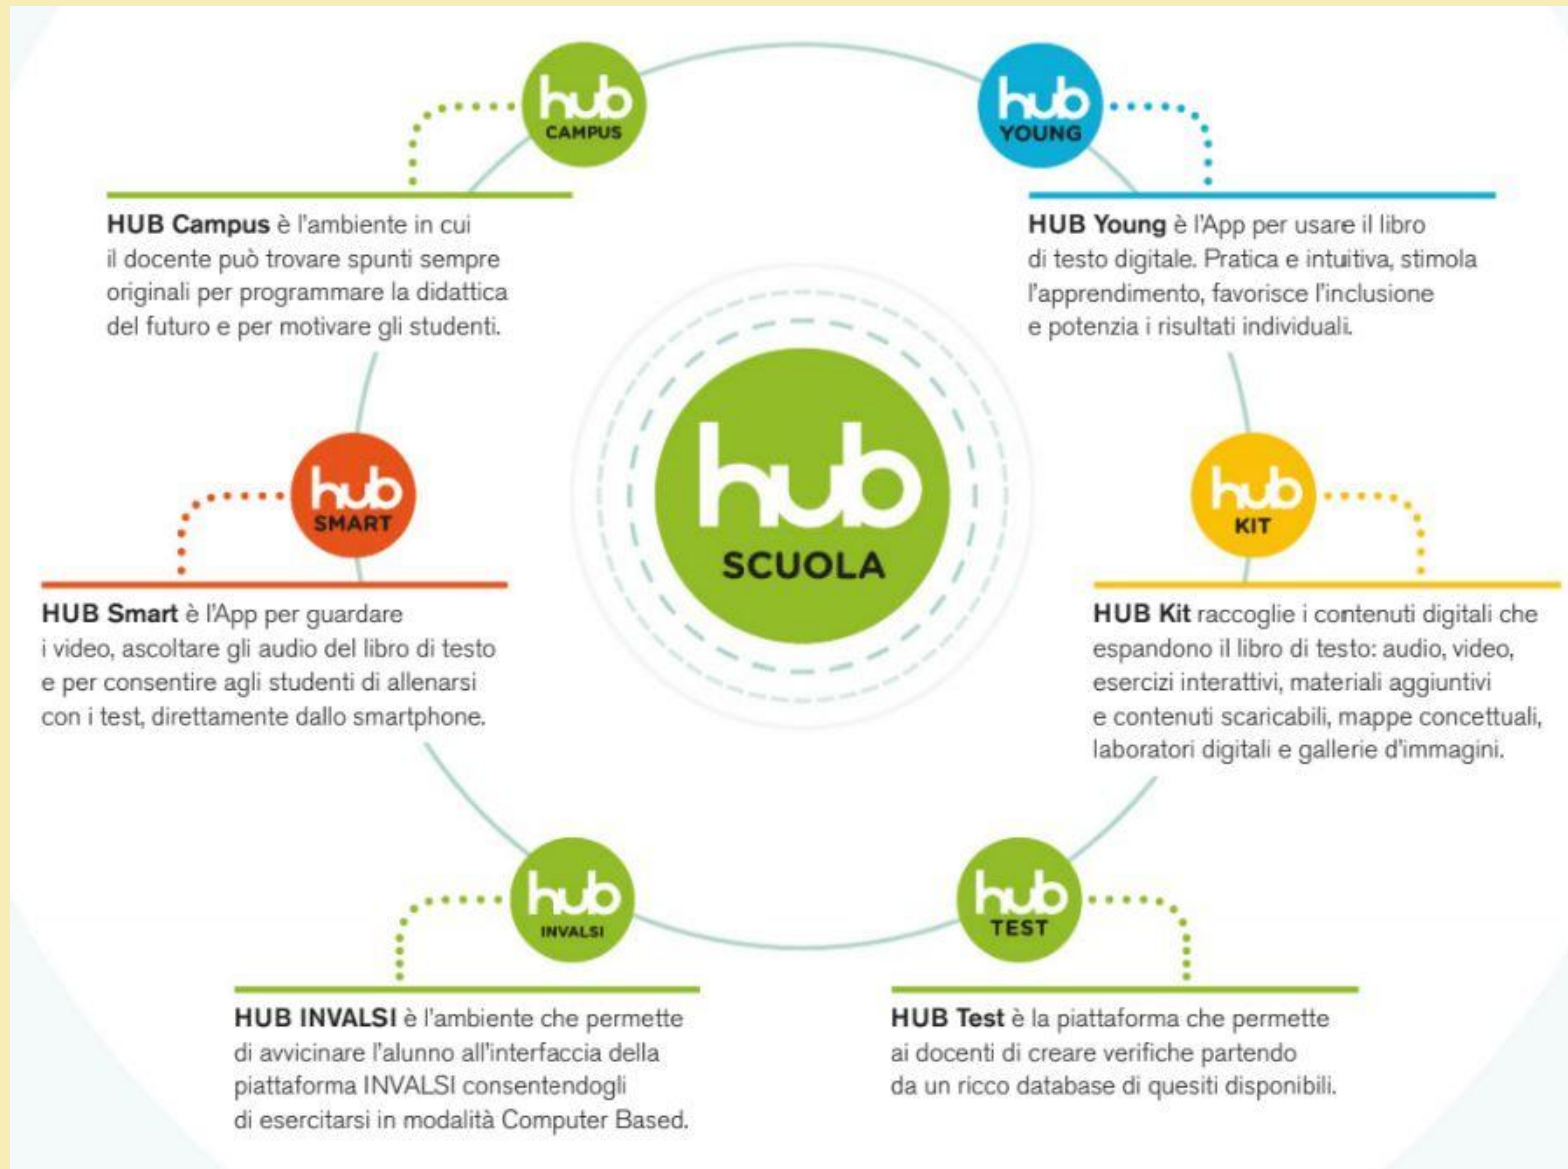 hub
CAMPUS
HUB Campus è l'ambiente in cui
il docente può trovare spunti sempre
originali per programmare la didattica
del futuro e per motivare gli studenti.
hub
YOUNG
HUB Young è l'App per usare il libro
di testo digitale. Pratica e intuitiva, stimola
l'apprendimento, favorisce l'inclusione
e potenzia i risultati individuali.
hub
SCUOLA
hub
SMART
HUB Smart è l'App per guardare
i video, ascoltare gli audio del libro di testo
e per consentire agli studenti di allenarsi
con i test, direttamente dallo smartphone.
hub
KIT
HUB Kit raccoglie i contenuti digitali che
espandono il libro di testo: audio, video,
esercizi interattivi, materiali aggiuntivi
e contenuti scaricabili, mappe concettuali,
laboratori digitali e gallerie d'immagini.
hub
INVALSI
HUB INVALSI è l'ambiente che permette
di avvicinare l'alunno all'interfaccia della
piattaforma INVALSI consentendogli
di esercitarsi in modalità Computer Based.
hub
TEST
HUB Test è la piattaforma che permette
ai docenti di creare verifiche partendo
da un ricco database di quesiti disponibili.